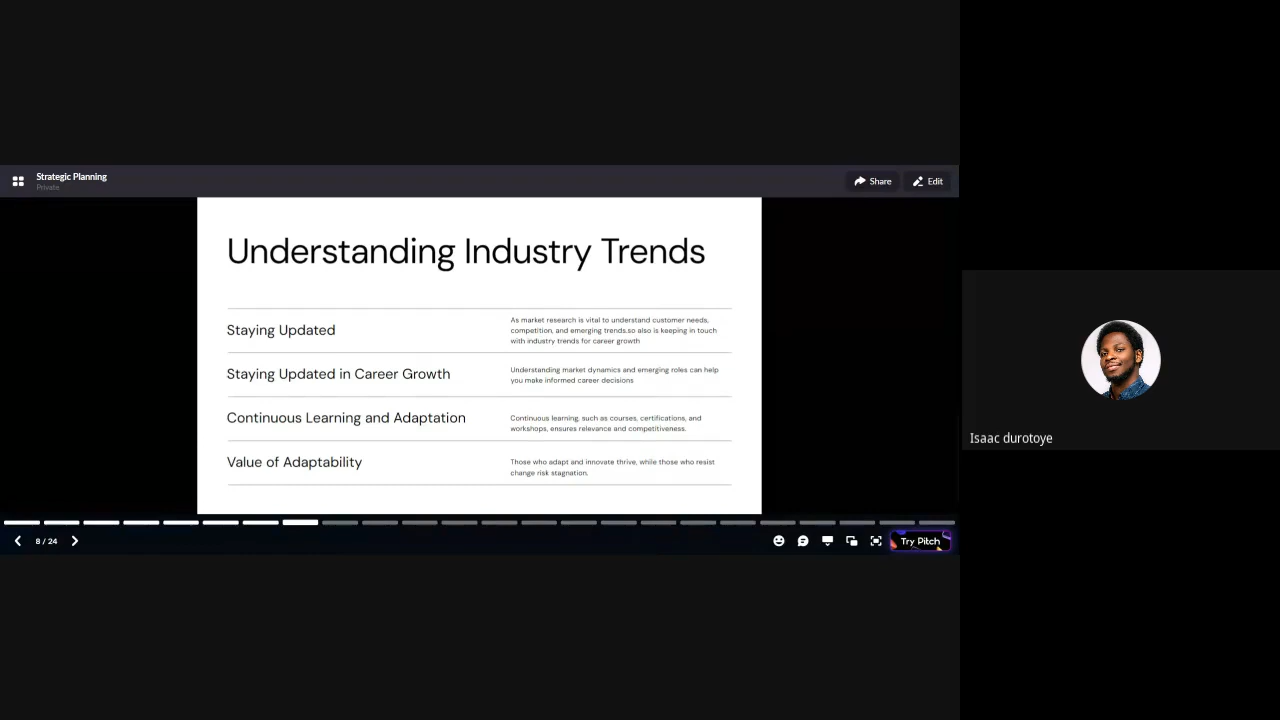 Strategic Planning
Private
Share
Edit
Understanding Industry Trends
Staying Updated
As market research is vital to understand customer needs,
competition, and emerging trends,so also is keeping in touch
with industry trends for career growth
Staying Updated in Career Growth
Understanding market dynamics and emerging roles can help
you make informed career decisions
Continuous Learning and Adaptation
Continuous learning, such as courses, certifications, and
workshops, ensures relevance and competitiveness.
Value of Adaptability
Those who adapt and innovate thrive, while those who resist
change risk stagnation.
8 / 24
Try Pitch
Isaac durotoye